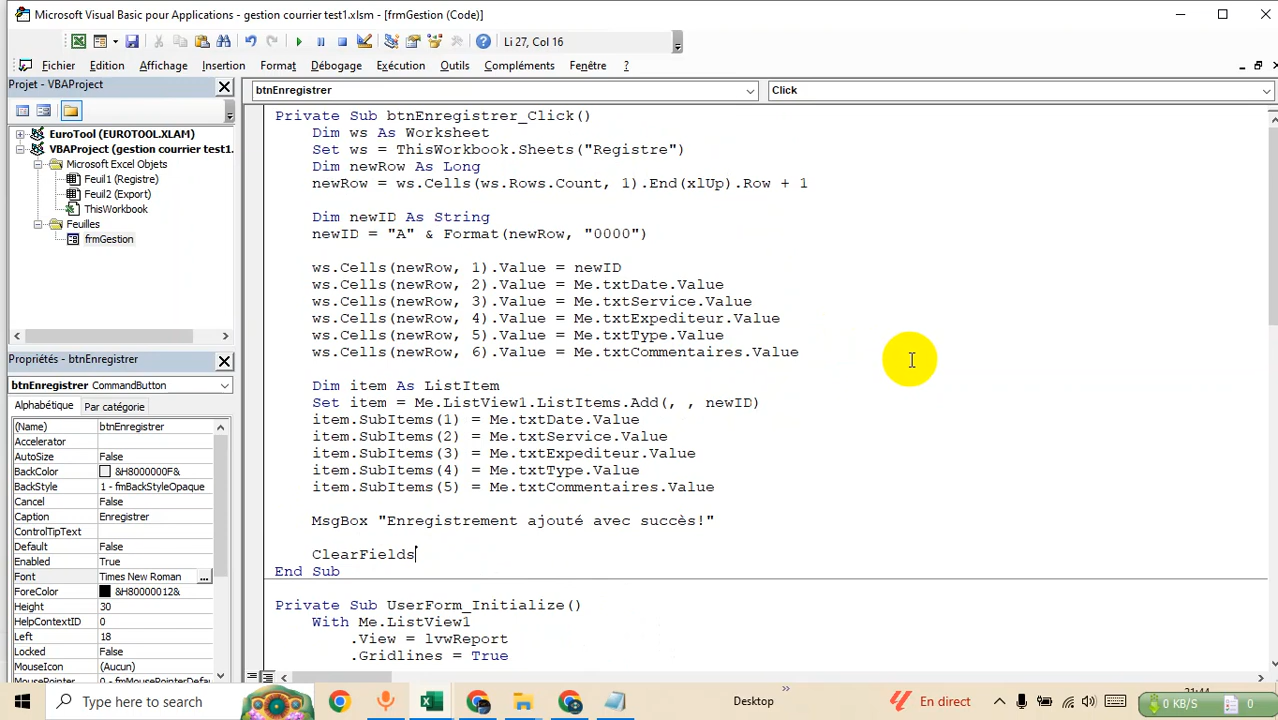 Microsoft Visual Basic pour Applications - gestion courrier test1.xlsm - [frmGestion (Code)]
Li 27, Col 16
Fichier Edition Affichage Insertion Format Débogage Exécution Outils Compléments Fenêtre ?
Projet - VBAProject
btnEnregistrer
Click
EuroTool (EUROTOOL.XLAM)
VBAProject (gestion courrier test1.
Microsoft Excel Objets
Feuil1 (Registre)
Feuil2 (Export)
ThisWorkbook
Feuilles
frmGestion
Propriétés - btnEnregistrer
btnEnregistrer CommandButton
Alphabétique Par catégorie
(Name) btnEnregistrer
Accelerator
AutoSize False
BackColor &H8000000F&
BackStyle 1 - fmBackStyleOpaque
Cancel False
Caption Enregistrer
ControlTipText
Default False
Enabled True
Font Times New Roman ...
ForeColor &H80000012&
Height 30
HelpContextID 0
Left 18
Locked False
MouseIcon (Aucun)
MousePointer 0 - fmMousePointerDefa
Private Sub btnEnregistrer_Click()
Dim ws As Worksheet
Set ws = ThisWorkbook.Sheets("Registre")
Dim newRow As Long
newRow = ws.Cells(ws.Rows.Count, 1).End(xlUp).Row + 1
Dim newID As String
newID = "A" & Format(newRow, "0000")
ws.Cells(newRow, 1).Value = newID
ws.Cells(newRow, 2).Value = Me.txtDate.Value
ws.Cells(newRow, 3).Value = Me.txtService.Value
ws.Cells(newRow, 4).Value = Me.txtExpediteur.Value
ws.Cells(newRow, 5).Value = Me.txtType.Value
ws.Cells(newRow, 6).Value = Me.txtCommentaires.Value
Dim item As ListItem
Set item = Me.ListView1.ListItems.Add(, , newID)
item.SubItems(1) = Me.txtDate.Value
item.SubItems(2) = Me.txtService.Value
item.SubItems(3) = Me.txtExpediteur.Value
item.SubItems(4) = Me.txtType.Value
item.SubItems(5) = Me.txtCommentaires.Value
MsgBox "Enregistrement ajouté avec succès!"
ClearFields
End Sub
Private Sub UserForm_Initialize()
With Me.ListView1
.View = lvwReport
.Gridlines = True
Type here to search
Desktop
En direct
21:44
0 KB/S
0